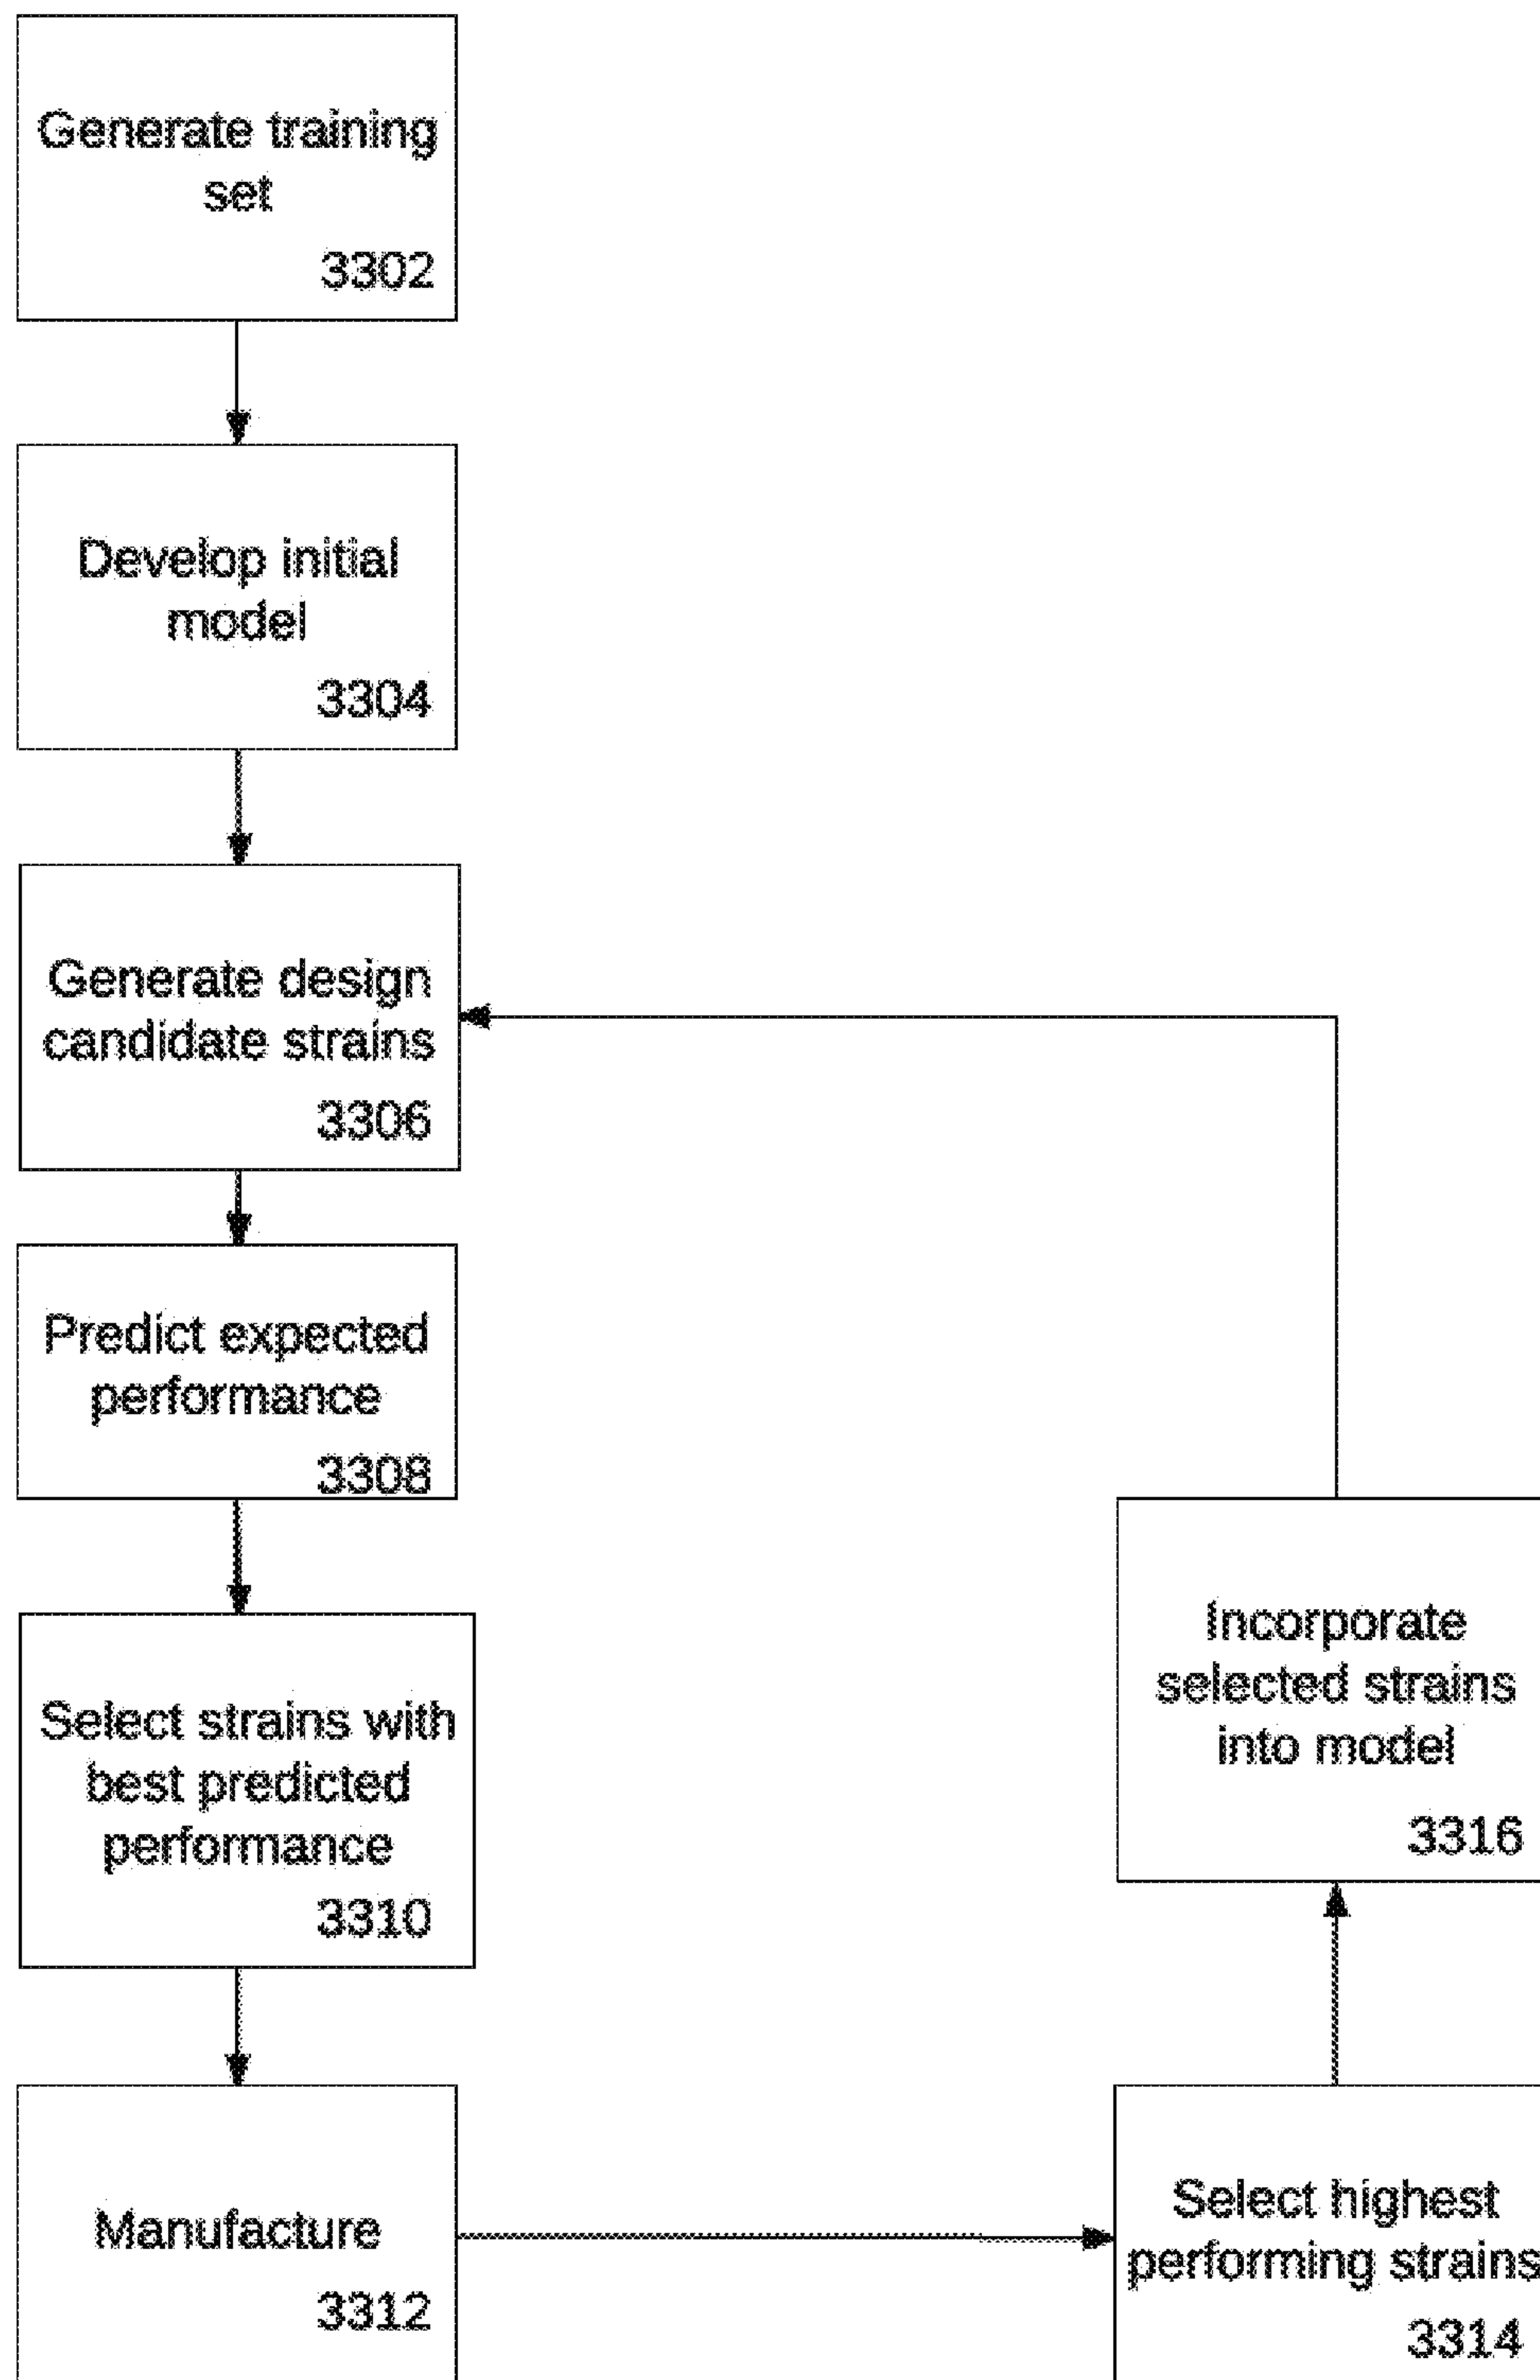 Generate training
set
3302
Develop initial
model
3304
Generate design
candidate strains
3306
Predict expected
performance
3308
Select strains with
best predicted
performance
3310
Manufacture
3312
Select highest
performing strains
3314
Incorporate
selected strains
into model
3316